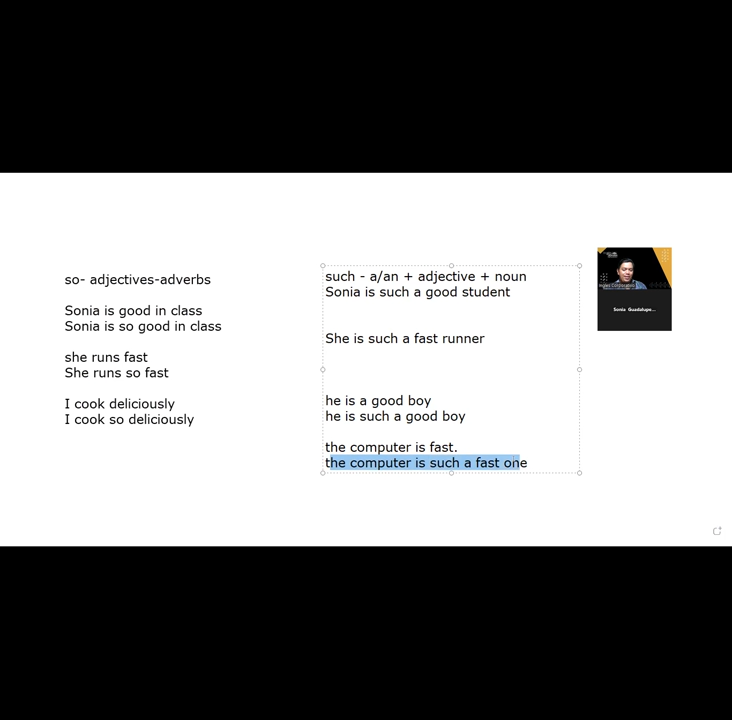 so- adjectives-adverbs
Sonia is good in class
Sonia is so good in class
she runs fast
She runs so fast
I cook deliciously
I cook so deliciously
such - a/an + adjective + noun
Sonia is such a good student
She is such a fast runner
he is a good boy
he is such a good boy
the computer is fast.
the computer is such a fast one
Sonia Guadalupe...